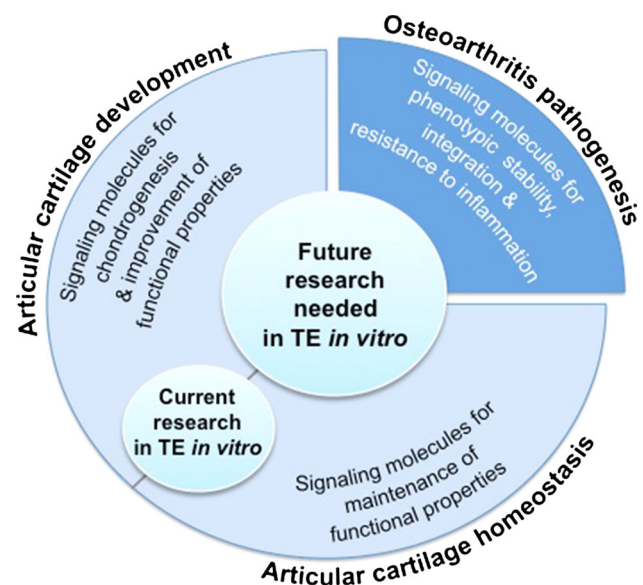 Articular cartilage development
Signaling molecules for
chondrogenesis
& improvement of
functional properties
Osteoarthritis pathogenesis
Signaling molecules for
phenotypic stability,
integration &
resistance to inflammation
Future
research
needed
in TE in vitro
Current
research
in TE in vitro
Signaling molecules for
maintenance of
functional properties
Articular cartilage homeostasis